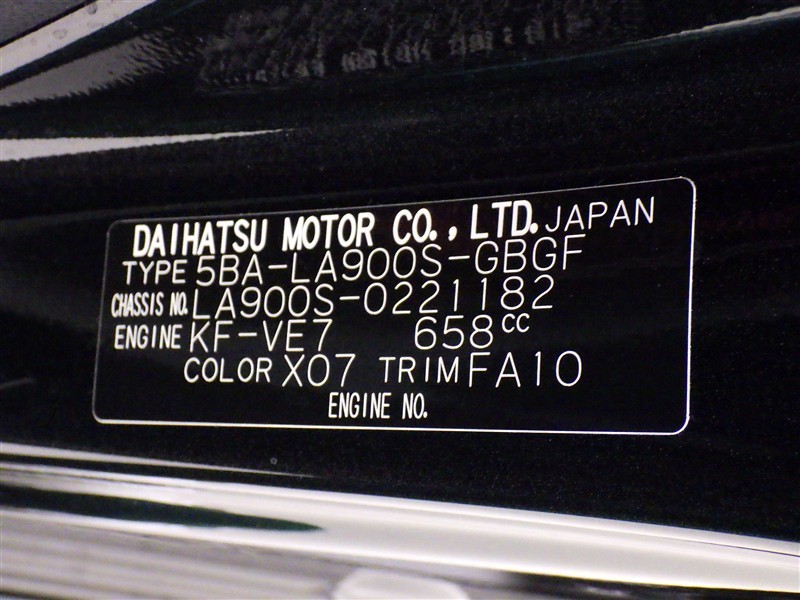 DAIHATSU MOTOR CO., LTD. JAPAN
TYPE 5BA-LA900S-GBGF
CHASSIS NO. LA900S-0221182
ENGINE KF-VE7 658cc
COLOR X07 TRIM FA10
ENGINE NO.